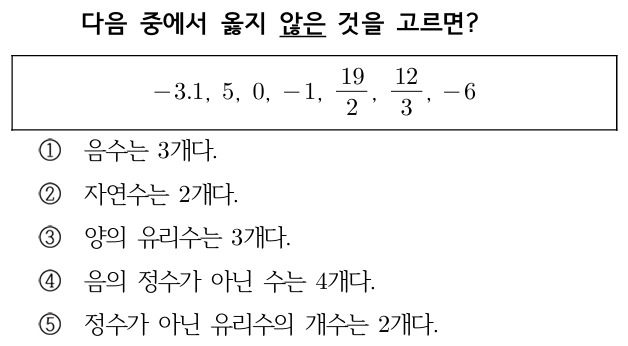 다음 중에서 옳지 않은 것을 고르면?
−3.1, 5, 0, −1, 19/2, 12/3, −6
① 음수는 3개다.
② 자연수는 2개다.
③ 양의 유리수는 3개다.
④ 음의 정수가 아닌 수는 4개다.
⑤ 정수가 아닌 유리수의 개수는 2개다.